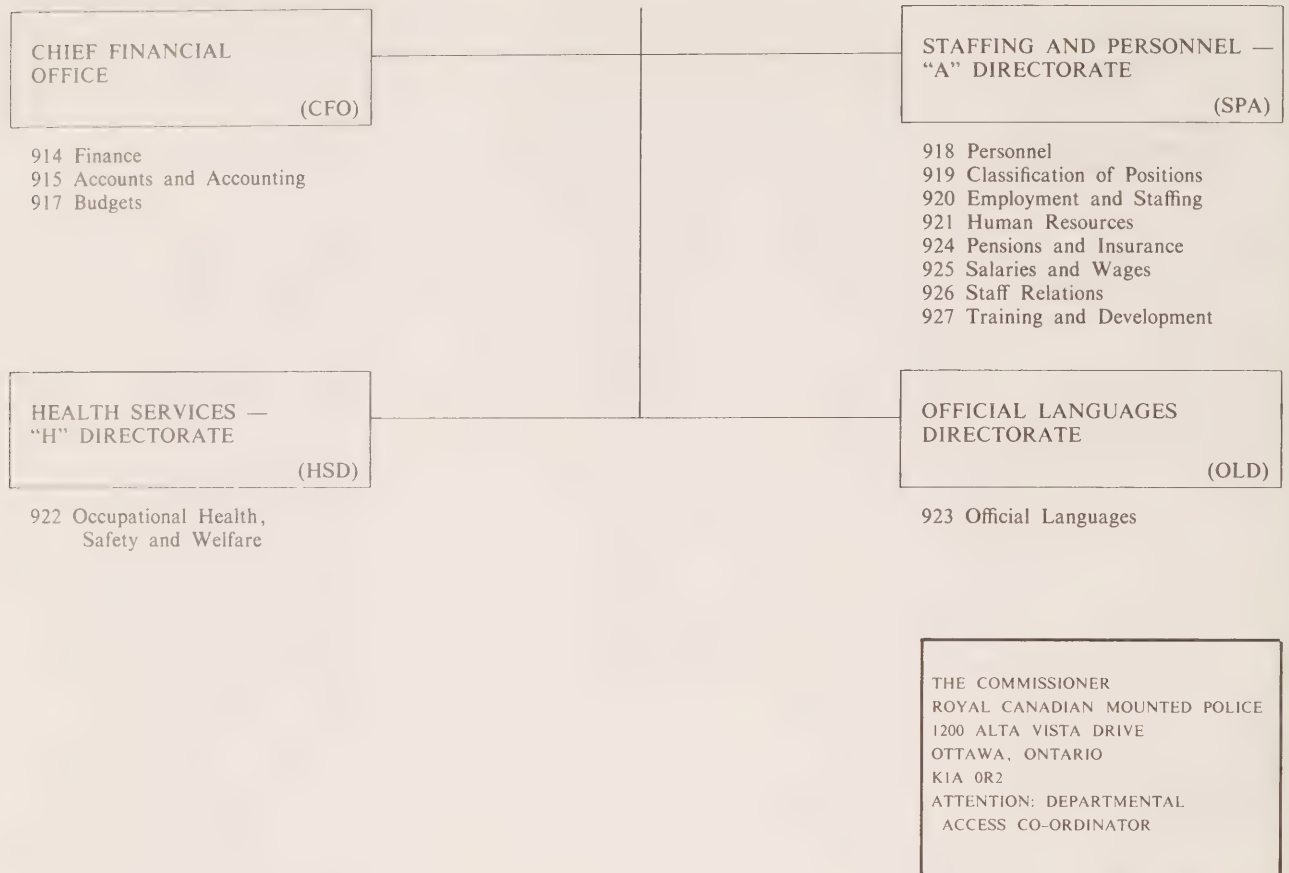 CHIEF FINANCIAL
OFFICE
(CFO)
914 Finance
915 Accounts and Accounting
917 Budgets
STAFFING AND PERSONNEL —
“A” DIRECTORATE
(SPA)
918 Personnel
919 Classification of Positions
920 Employment and Staffing
921 Human Resources
924 Pensions and Insurance
925 Salaries and Wages
926 Staff Relations
927 Training and Development
HEALTH SERVICES —
“H” DIRECTORATE
(HSD)
922 Occupational Health,
Safety and Welfare
OFFICIAL LANGUAGES
DIRECTORATE
(OLD)
923 Official Languages
THE COMMISSIONER
ROYAL CANADIAN MOUNTED POLICE
1200 ALTA VISTA DRIVE
OTTAWA, ONTARIO
K1A 0R2
ATTENTION: DEPARTMENTAL
ACCESS CO-ORDINATOR